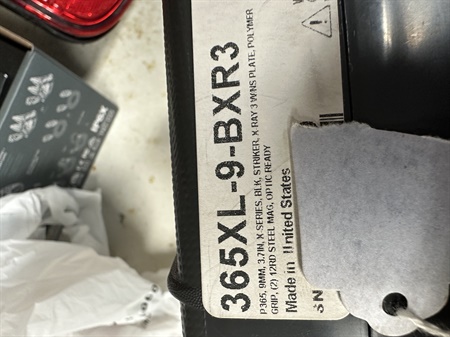 365XL-9-BXR3
P365, 9MM, 3.7IN, X-SERIES, BLK, STRIKER, X RAY 3 W/NS PLATE, POLYMER
GRIP, (2) 12RD STEEL MAG, OPTIC READY
Made in United States